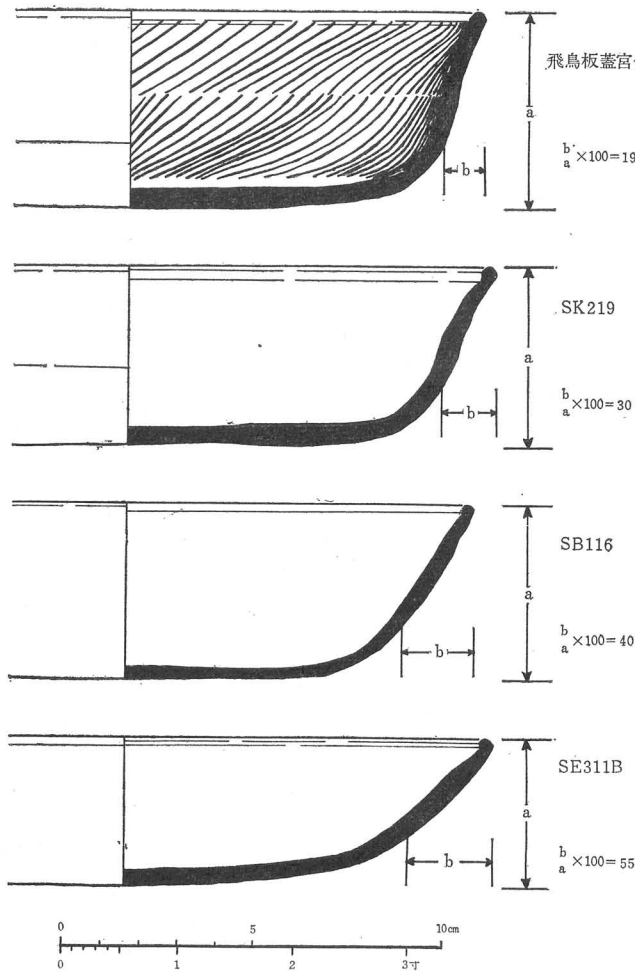 飛鳥板蓋宮
a
b
b/a ×100=19
SK219
a
b
b/a ×100=30
SB116
a
b
b/a ×100=40
SE311B
a
b
b/a ×100=55
0 5 10cm
0 1 2 3寸